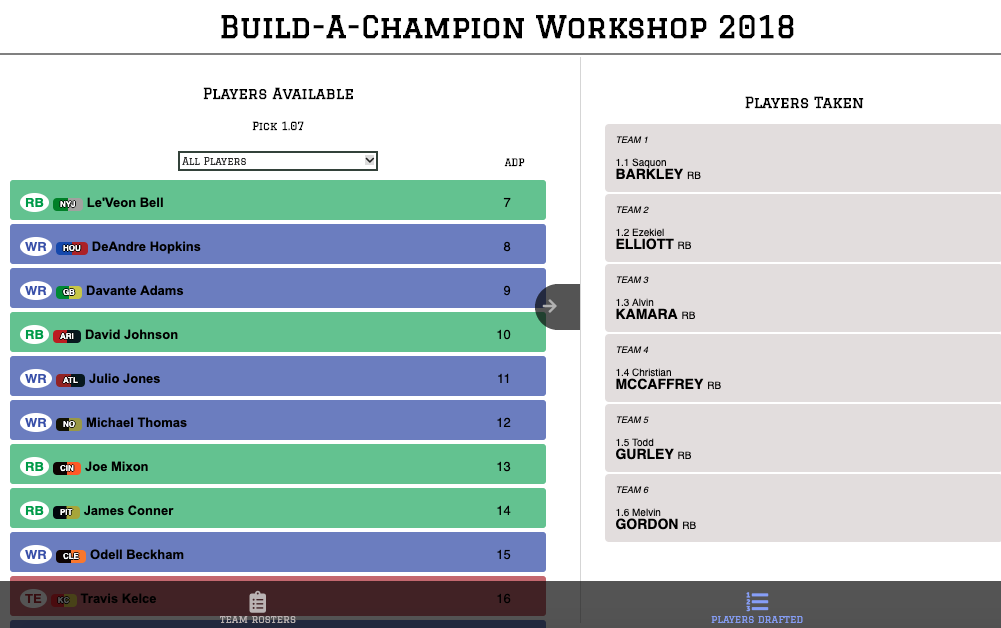 Build-A-Champion Workshop 2018
Players Available
Pick 1.07
All Players
ADP
RB NYJ Le'Veon Bell 7
WR HOU DeAndre Hopkins 8
WR GB Davante Adams 9
RB ARI David Johnson 10
WR ATL Julio Jones 11
WR NO Michael Thomas 12
RB CIN Joe Mixon 13
RB PIT James Conner 14
WR CLE Odell Beckham 15
TE KC Travis Kelce 16
Players Taken
TEAM 1
1.1 Saquon
BARKLEY RB
TEAM 2
1.2 Ezekiel
ELLIOTT RB
TEAM 3
1.3 Alvin
KAMARA RB
TEAM 4
1.4 Christian
MCCAFFREY RB
TEAM 5
1.5 Todd
GURLEY RB
TEAM 6
1.6 Melvin
GORDON RB
Team Rosters
Players Drafted